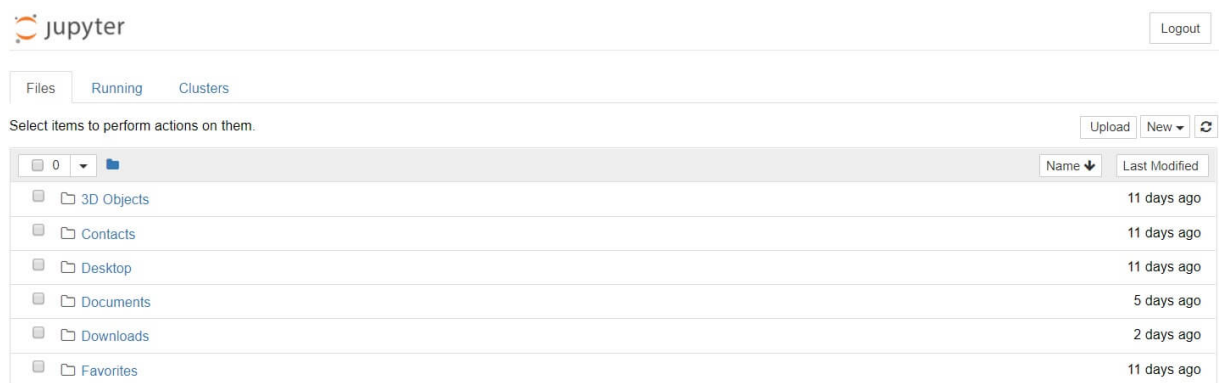 jupyter Logout
Files Running Clusters
Select items to perform actions on them. Upload New
0 Name Last Modified
3D Objects 11 days ago
Contacts 11 days ago
Desktop 11 days ago
Documents 5 days ago
Downloads 2 days ago
Favorites 11 days ago